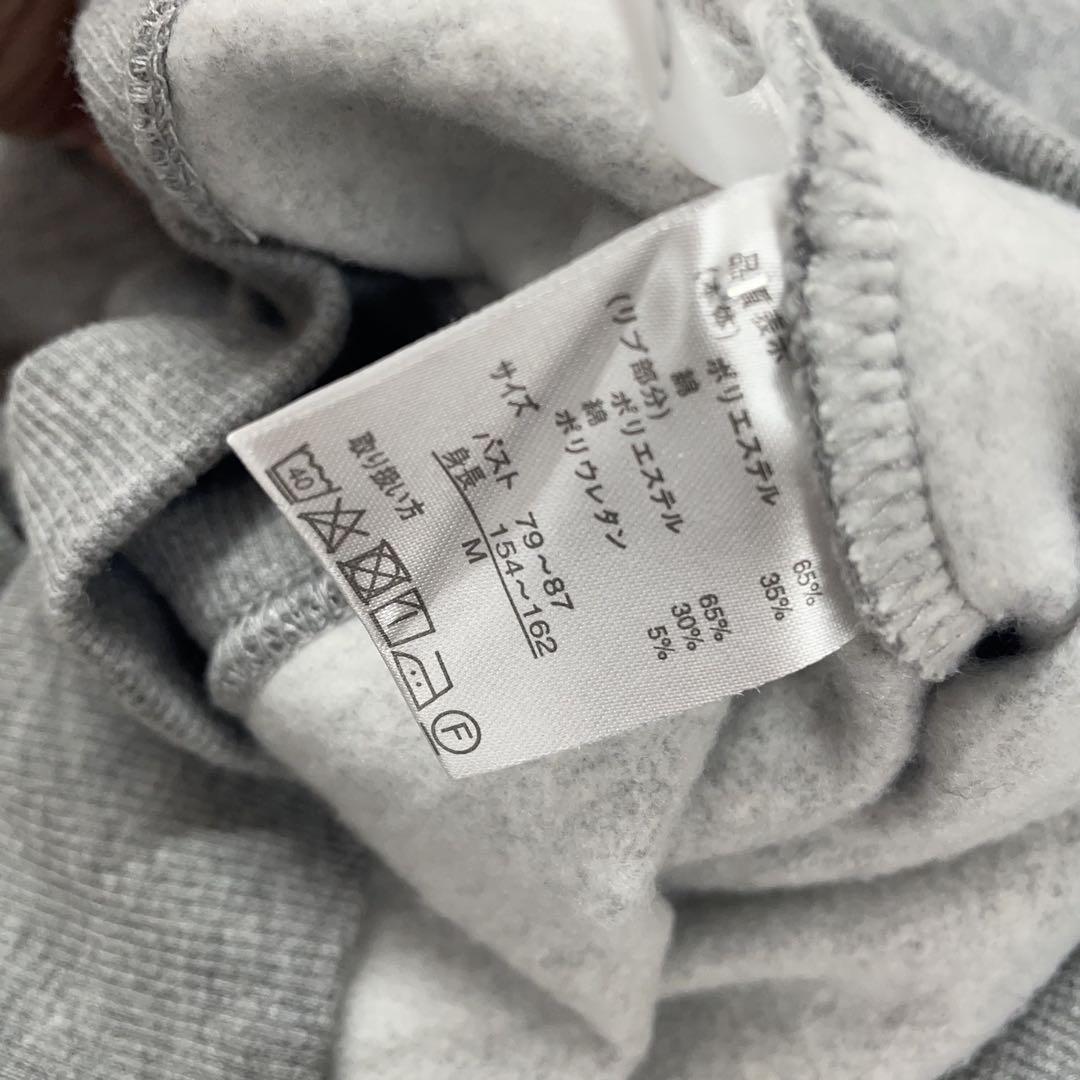 品質表示
(本体) ポリエステル 65%
綿 35%
(リブ部分) ポリエステル 65%
綿 30%
ポリウレタン 5%
サイズ
バスト 79~87
身長 154~162
M
取り扱い方
40
F